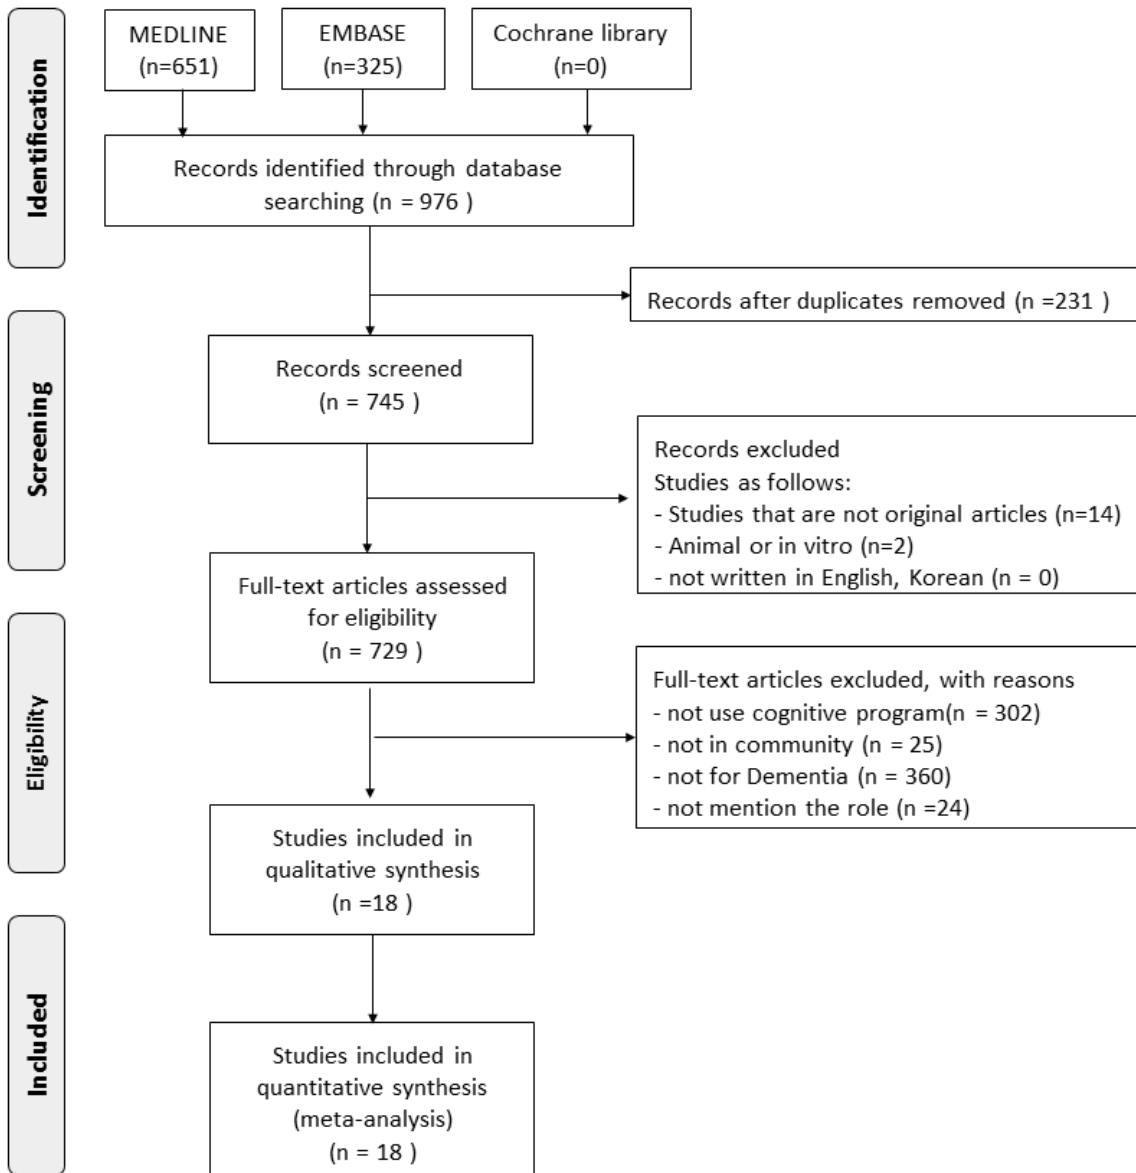 Identification
MEDLINE
(n=651)
EMBASE
(n=325)
Cochrane library
(n=0)
Records identified through database
searching (n = 976 )
Records after duplicates removed (n =231 )
Screening
Records screened
(n = 745 )
Records excluded
Studies as follows:
- Studies that are not original articles (n=14)
- Animal or in vitro (n=2)
- not written in English, Korean (n = 0)
Full-text articles assessed
for eligibility
(n = 729 )
Eligibility
Full-text articles excluded, with reasons
- not use cognitive program(n = 302)
- not in community (n = 25)
- not for Dementia (n = 360)
- not mention the role (n =24)
Studies included in
qualitative synthesis
(n =18 )
Included
Studies included in
quantitative synthesis
(meta-analysis)
(n = 18 )